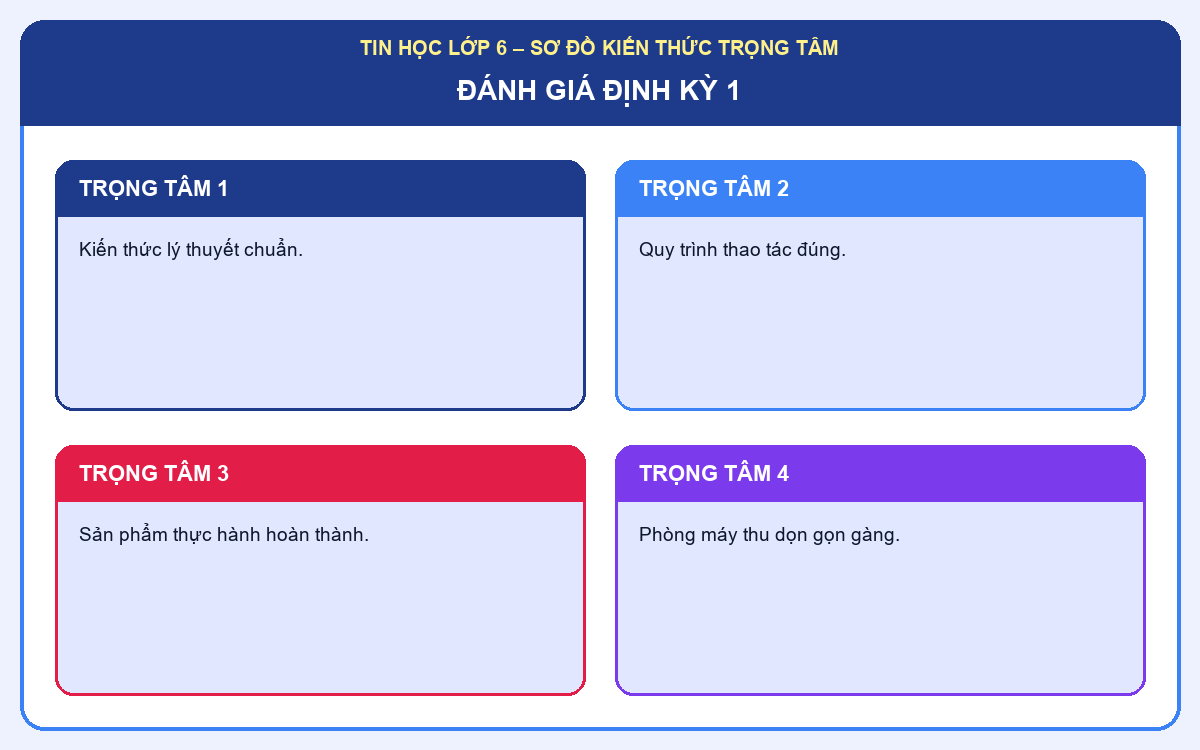 TIN HỌC LỚP 6 – SƠ ĐỒ KIẾN THỨC TRỌNG TÂM
ĐÁNH GIÁ ĐỊNH KỲ 1
TRỌNG TÂM 1
Kiến thức lý thuyết chuẩn.
TRỌNG TÂM 2
Quy trình thao tác đúng.
TRỌNG TÂM 3
Sản phẩm thực hành hoàn thành.
TRỌNG TÂM 4
Phòng máy thu dọn gọn gàng.